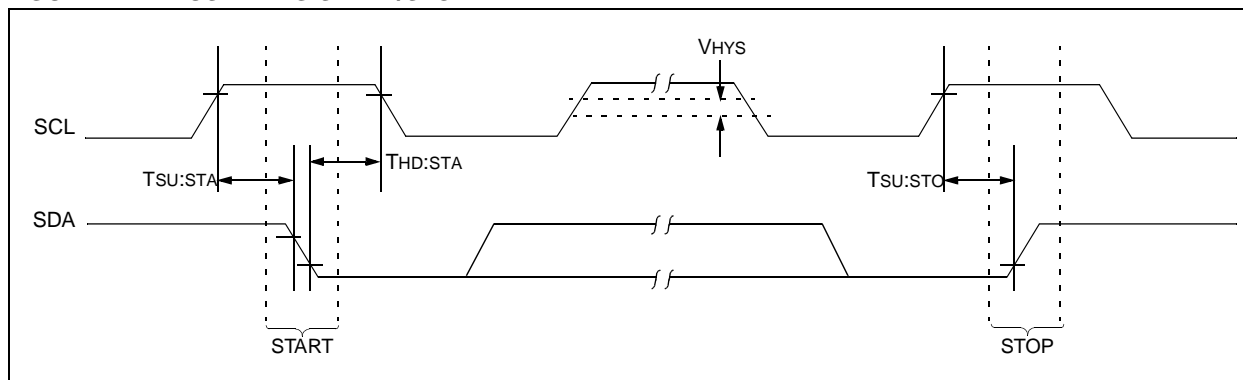 VHYS
SCL
THD:STA
TSU:STA
TSU:STO
SDA
START
STOP